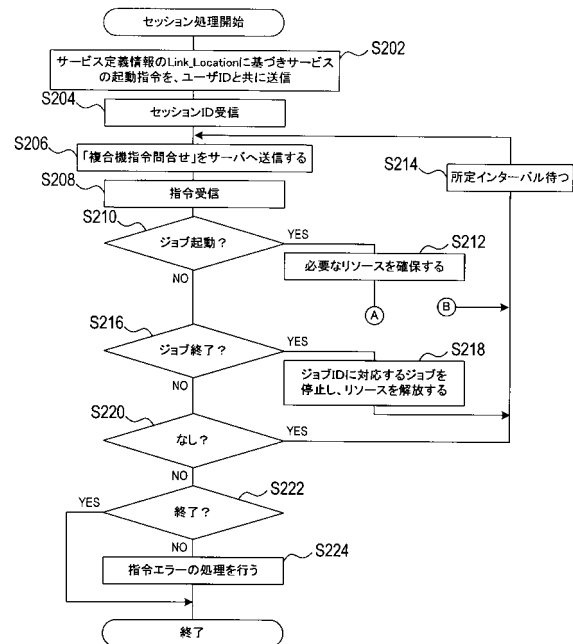 セッション処理開始
S202
サービス定義情報のLink_Locationに基づきサービス
の起動指令を、ユーザIDと共に送信
S204
セッションID受信
S206
「複合機指令問合せ」をサーバへ送信する
S214
所定インターバル待つ
S208
指令受信
S210
ジョブ起動？
YES
NO
S212
必要なリソースを確保する
A
B
S216
ジョブ終了？
YES
NO
S218
ジョブIDに対応するジョブを
停止し、リソースを解放する
S220
なし？
YES
NO
S222
終了？
YES
NO
S224
指令エラーの処理を行う
終了